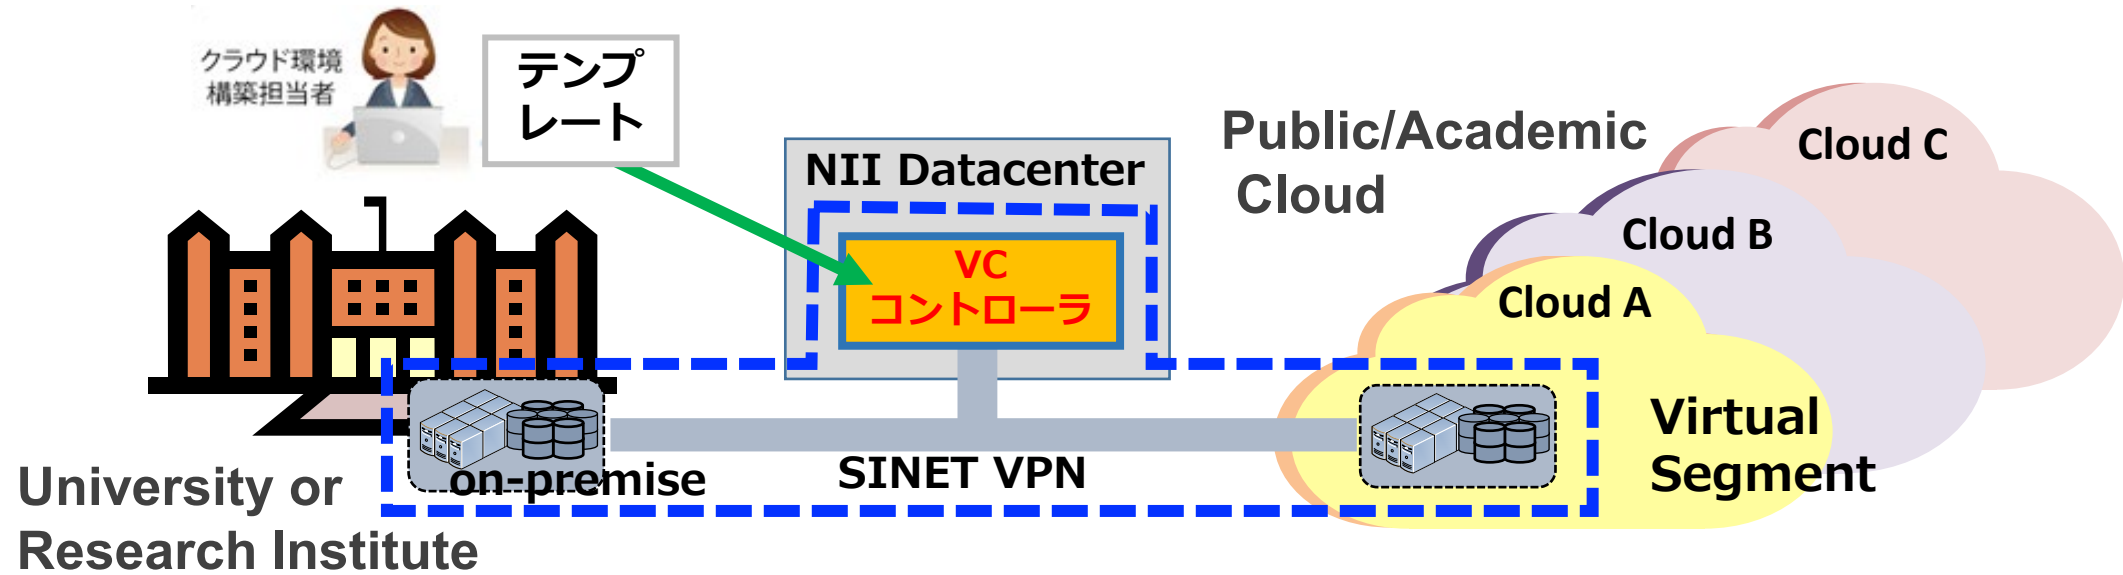 クラウド環境
構築担当者
テンプ
レート
NII Datacenter
VC
コントローラ
Public/Academic
Cloud
Cloud C
Cloud B
Cloud A
on-premise
SINET VPN
Virtual
Segment
University or
Research Institute